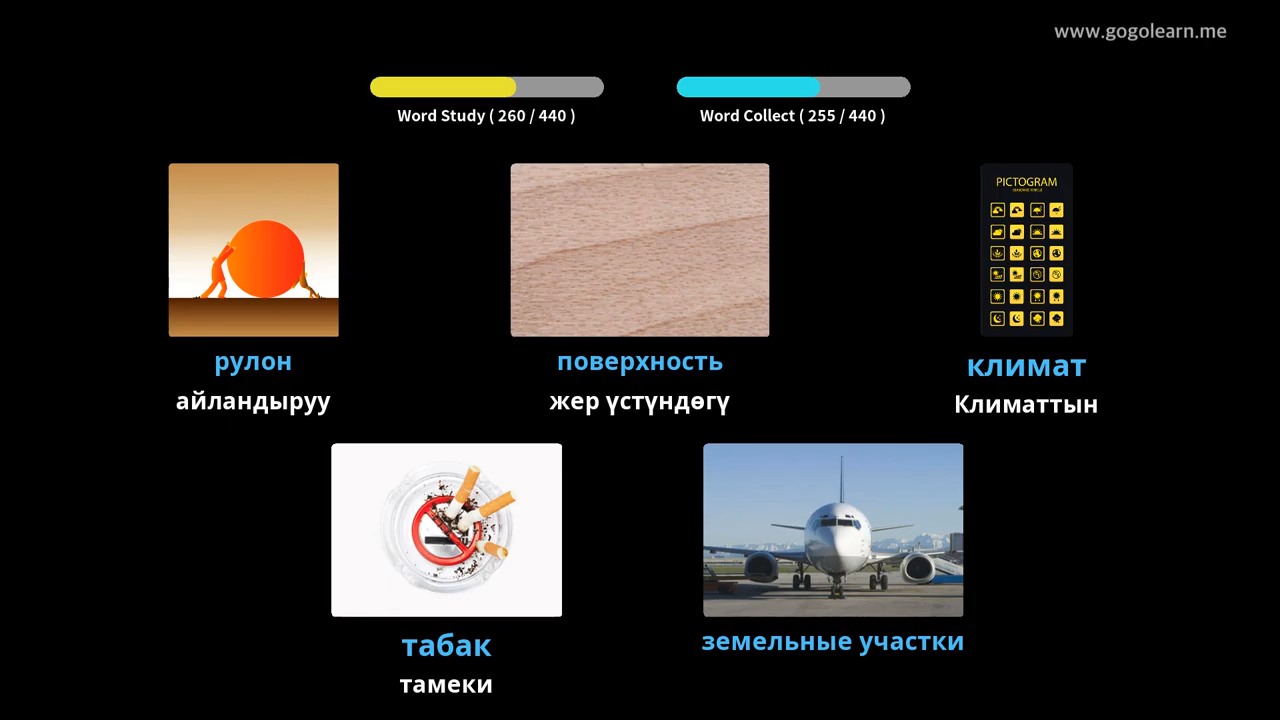 www.gogolearn.me
Word Study ( 260 / 440 )
Word Collect ( 255 / 440 )
PICTOGRAM
рулон
айландыруу
поверхность
жер үстүндөгү
климат
Климаттын
табак
тамеки
земельные участки